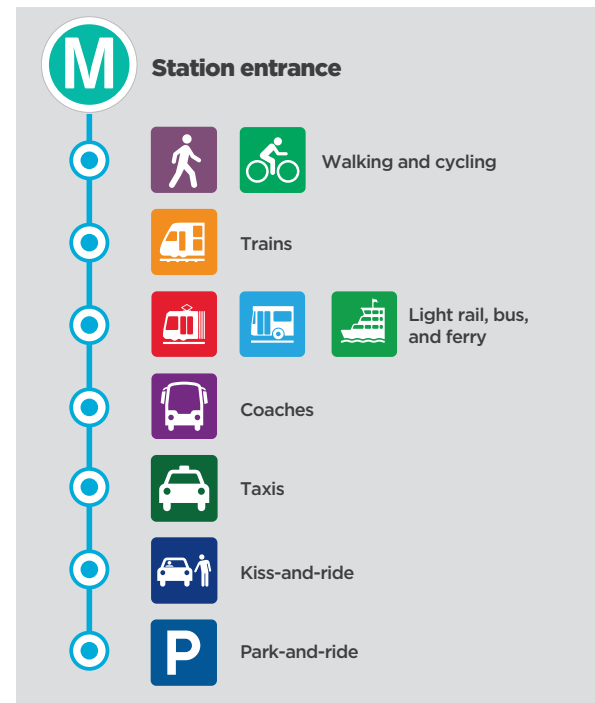 M
Station entrance
Walking and cycling
Trains
Light rail, bus,
and ferry
Coaches
Taxis
Kiss-and-ride
P
Park-and-ride